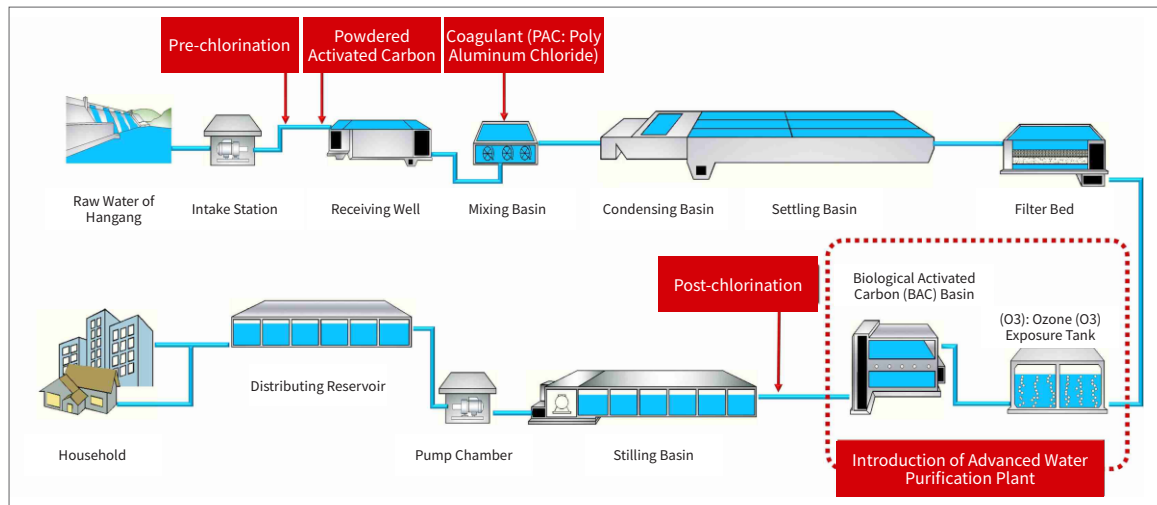 Pre-chlorination
Powdered
Activated Carbon
Coagulant (PAC: Poly
Aluminum Chloride)
Raw Water of
Hangang
Intake Station
Receiving Well
Mixing Basin
Condensing Basin
Settling Basin
Filter Bed
Post-chlorination
Biological Activated
Carbon (BAC) Basin
(O3): Ozone (O3)
Exposure Tank
Household
Distributing Reservoir
Pump Chamber
Stilling Basin
Introduction of Advanced Water
Purification Plant